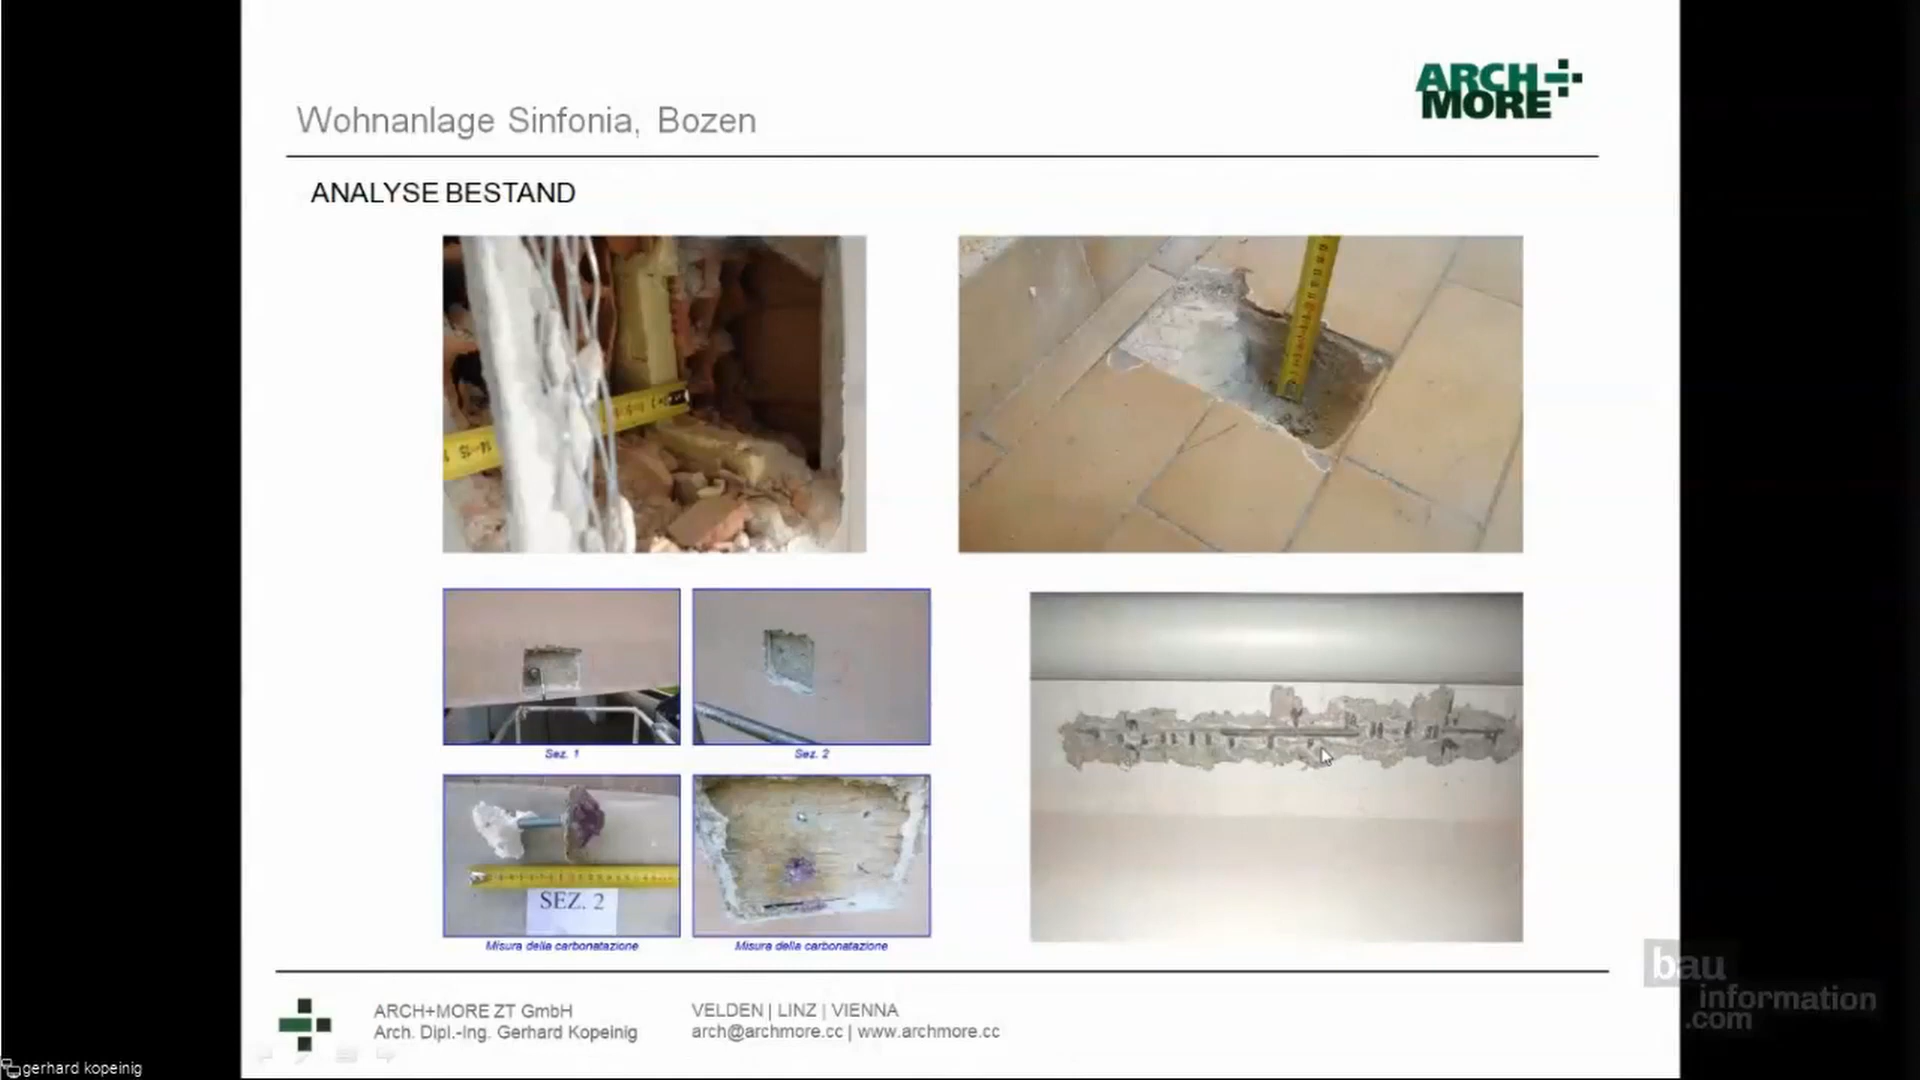 ARCH
MORE
Wohnanlage Sinfonia, Bozen
ANALYSE BESTAND
Sez. 1
Sez. 2
SEZ. 2
Misura della carbonatazione
Misura della carbonatazione
ARCH+MORE ZT GmbH
Arch. Dipl.-Ing. Gerhard Kopeinig
VELDEN | LINZ | VIENNA
arch@archmore.cc | www.archmore.cc
bau
information
.com
gerhard kopeinig